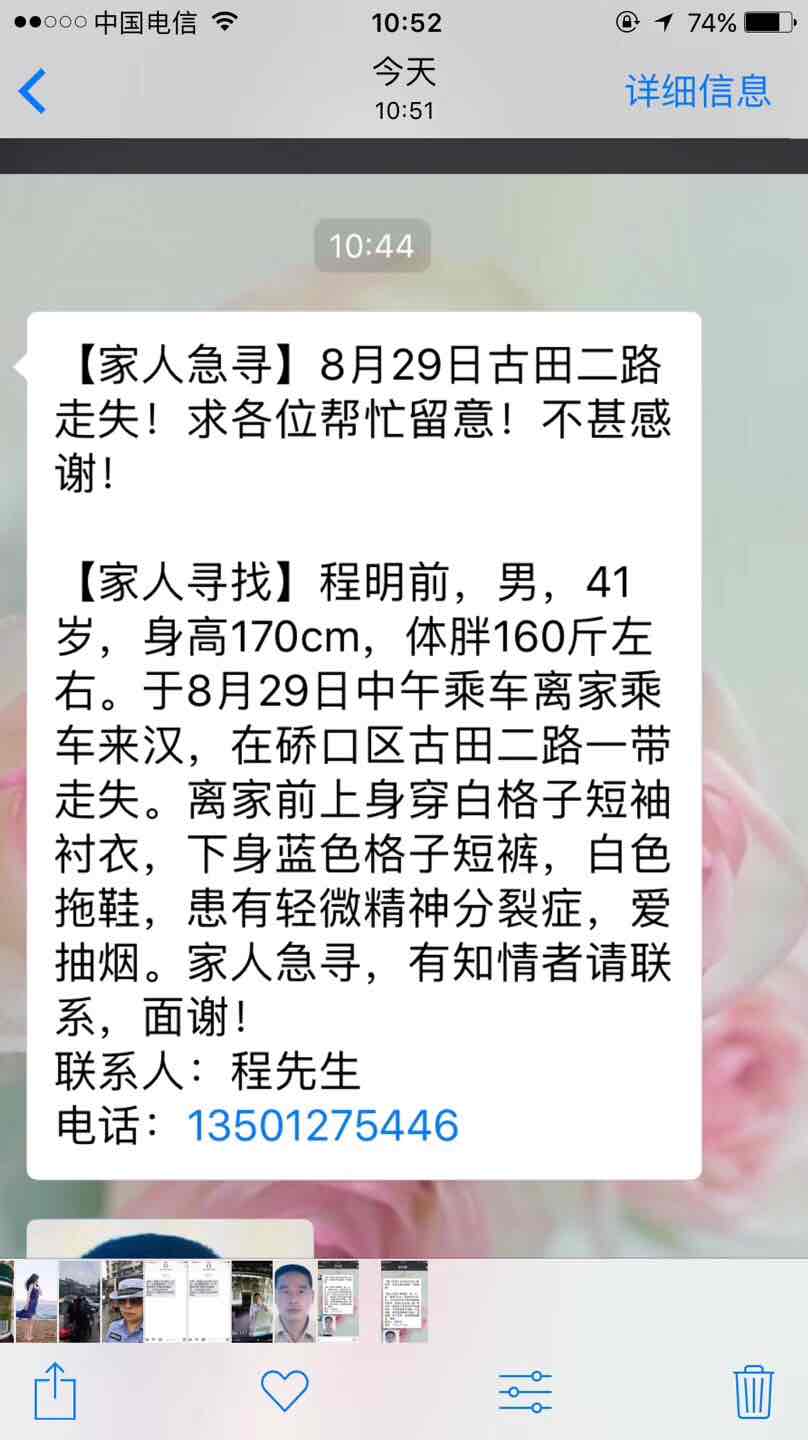 中国电信
10:52
74%
今天
10:51
详细信息
10:44
【家人急寻】8月29日古田二路
走失！求各位帮忙留意！不甚感
谢！
【家人寻找】程明前，男，41
岁，身高170cm，体胖160斤左
右。于8月29日中午乘车离家乘
车来汉，在硚口区古田二路一带
走失。离家前上身穿白格子短袖
衬衣，下身蓝色格子短裤，白色
拖鞋，患有轻微精神分裂症，爱
抽烟。家人急寻，有知情者请联
系，面谢！
联系人：程先生
电话：13501275446